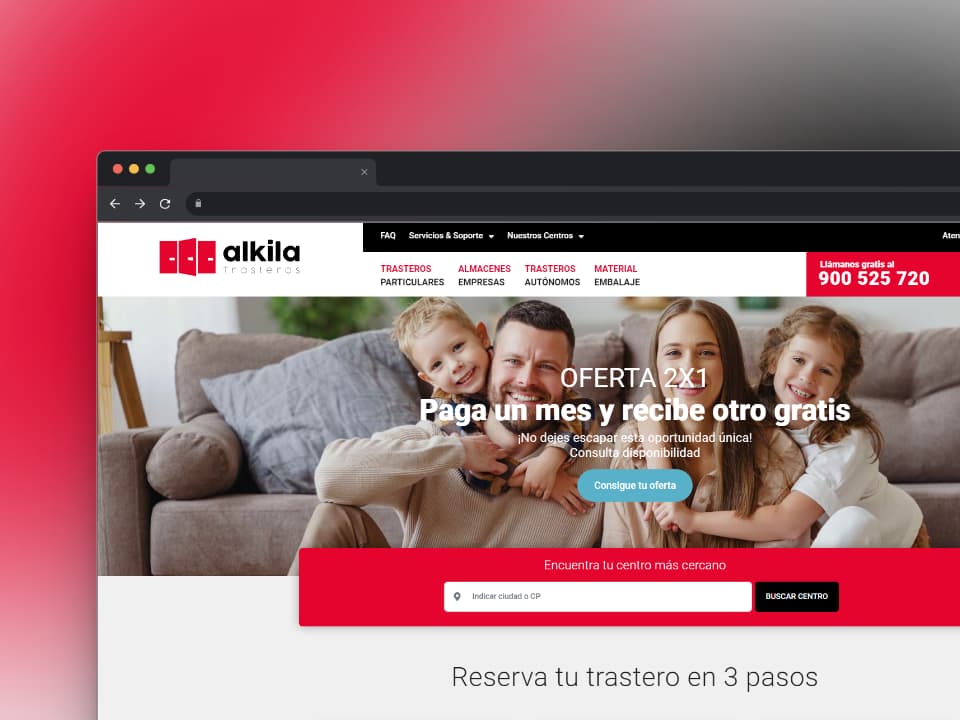 alkila
Trasteros
FAQ Servicios & Soporte Nuestros Centros
TRASTEROS PARTICULARES
ALMACENES EMPRESAS
TRASTEROS AUTÓNOMOS
MATERIAL EMBALAJE
Aten
Llámanos gratis al
900 525 720
OFERTA 2X1
Paga un mes y recibe otro gratis
¡No dejes escapar esta oportunidad única!
Consulta disponibilidad
Consigue tu oferta
Encuentra tu centro más cercano
Indicar ciudad o CP
BUSCAR CENTRO
Reserva tu trastero en 3 pasos